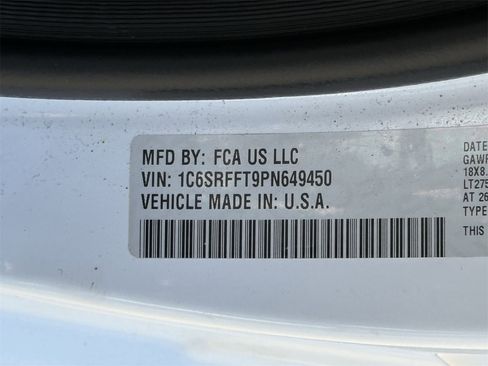 MFD BY: FCA US LLC
VIN: 1C6SRFFT9PN649450
VEHICLE MADE IN: U.S.A.
DATE
GAWR
18X8.
LT275
AT 26
TYPE
THIS